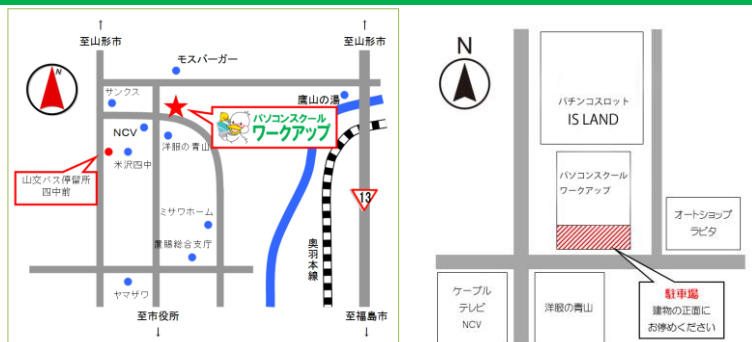 至山形市
至山形市
モスバーガー
N
サンクス
鷹山の湯
パソコンスクール
ワークアップ
NCV
洋服の青山
米沢四中
山交バス停留所
四中前
13
ミサワホーム
置賜総合支庁
奥羽本線
ヤマザワ
至市役所
至福島市
N
パチンコスロット
IS LAND
パソコンスクール
ワークアップ
オートショップ
ラビタ
駐車場
建物の正面に
お停めください
ケーブル
テレビ
NCV
洋服の青山